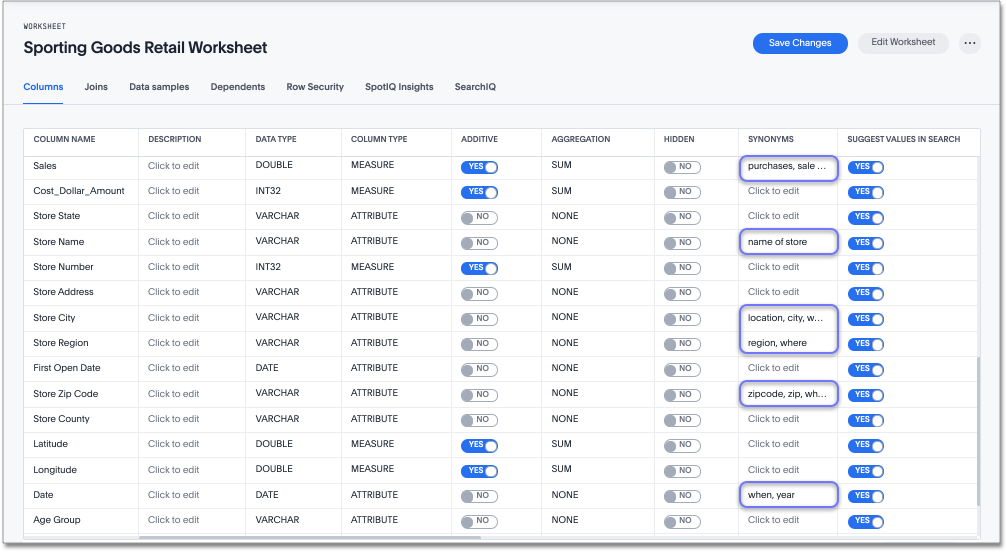 WORKSHEET
Sporting Goods Retail Worksheet
Save Changes Edit Worksheet ...
Columns Joins Data samples Dependents Row Security SpotIQ Insights SearchIQ
COLUMN NAME DESCRIPTION DATA TYPE COLUMN TYPE ADDITIVE AGGREGATION HIDDEN SYNONYMS SUGGEST VALUES IN SEARCH
Sales Click to edit DOUBLE MEASURE YES SUM NO purchases, sale ... YES
Cost_Dollar_Amount Click to edit INT32 MEASURE YES SUM NO Click to edit YES
Store State Click to edit VARCHAR ATTRIBUTE NO NONE NO Click to edit YES
Store Name Click to edit VARCHAR ATTRIBUTE NO NONE NO name of store YES
Store Number Click to edit INT32 MEASURE YES SUM NO Click to edit YES
Store Address Click to edit VARCHAR ATTRIBUTE NO NONE NO Click to edit YES
Store City Click to edit VARCHAR ATTRIBUTE NO NONE NO location, city, w... YES
Store Region Click to edit VARCHAR ATTRIBUTE NO NONE NO region, where YES
First Open Date Click to edit DATE ATTRIBUTE NO NONE NO Click to edit YES
Store Zip Code Click to edit VARCHAR ATTRIBUTE NO NONE NO zipcode, zip, wh... YES
Store County Click to edit VARCHAR ATTRIBUTE NO NONE NO Click to edit YES
Latitude Click to edit DOUBLE MEASURE YES SUM NO Click to edit YES
Longitude Click to edit DOUBLE MEASURE YES SUM NO Click to edit YES
Date Click to edit DATE ATTRIBUTE NO NONE NO when, year YES
Age Group Click to edit VARCHAR ATTRIBUTE NO NONE NO Click to edit YES